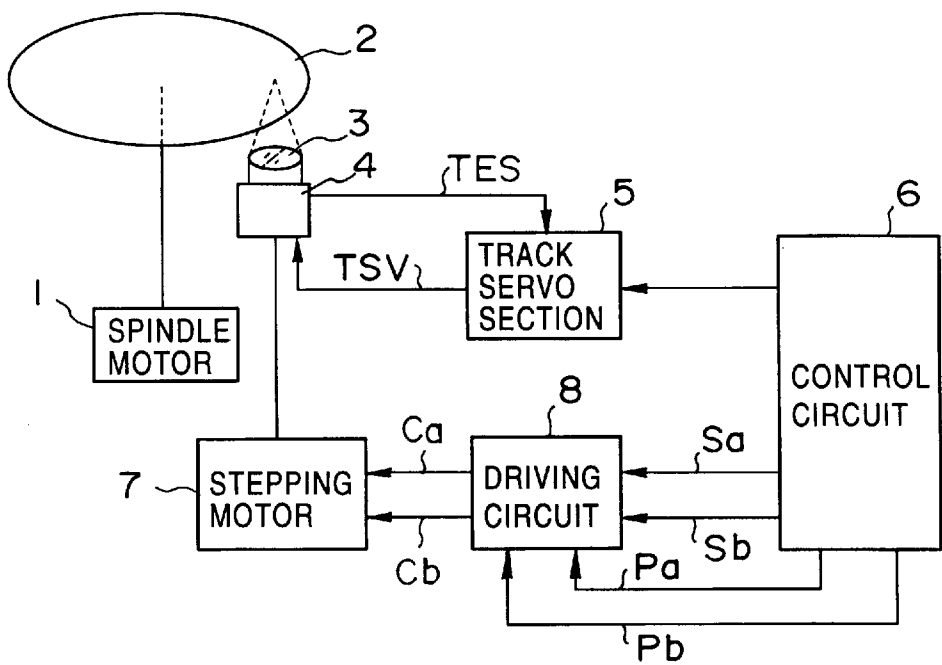 2
3
4
TES
5
6
TRACK
SERVO
SECTION
TSV
1
SPINDLE
MOTOR
CONTROL
CIRCUIT
8
Ca
Sa
7
STEPPING
MOTOR
DRIVING
CIRCUIT
Cb
Sb
Pa
Pb